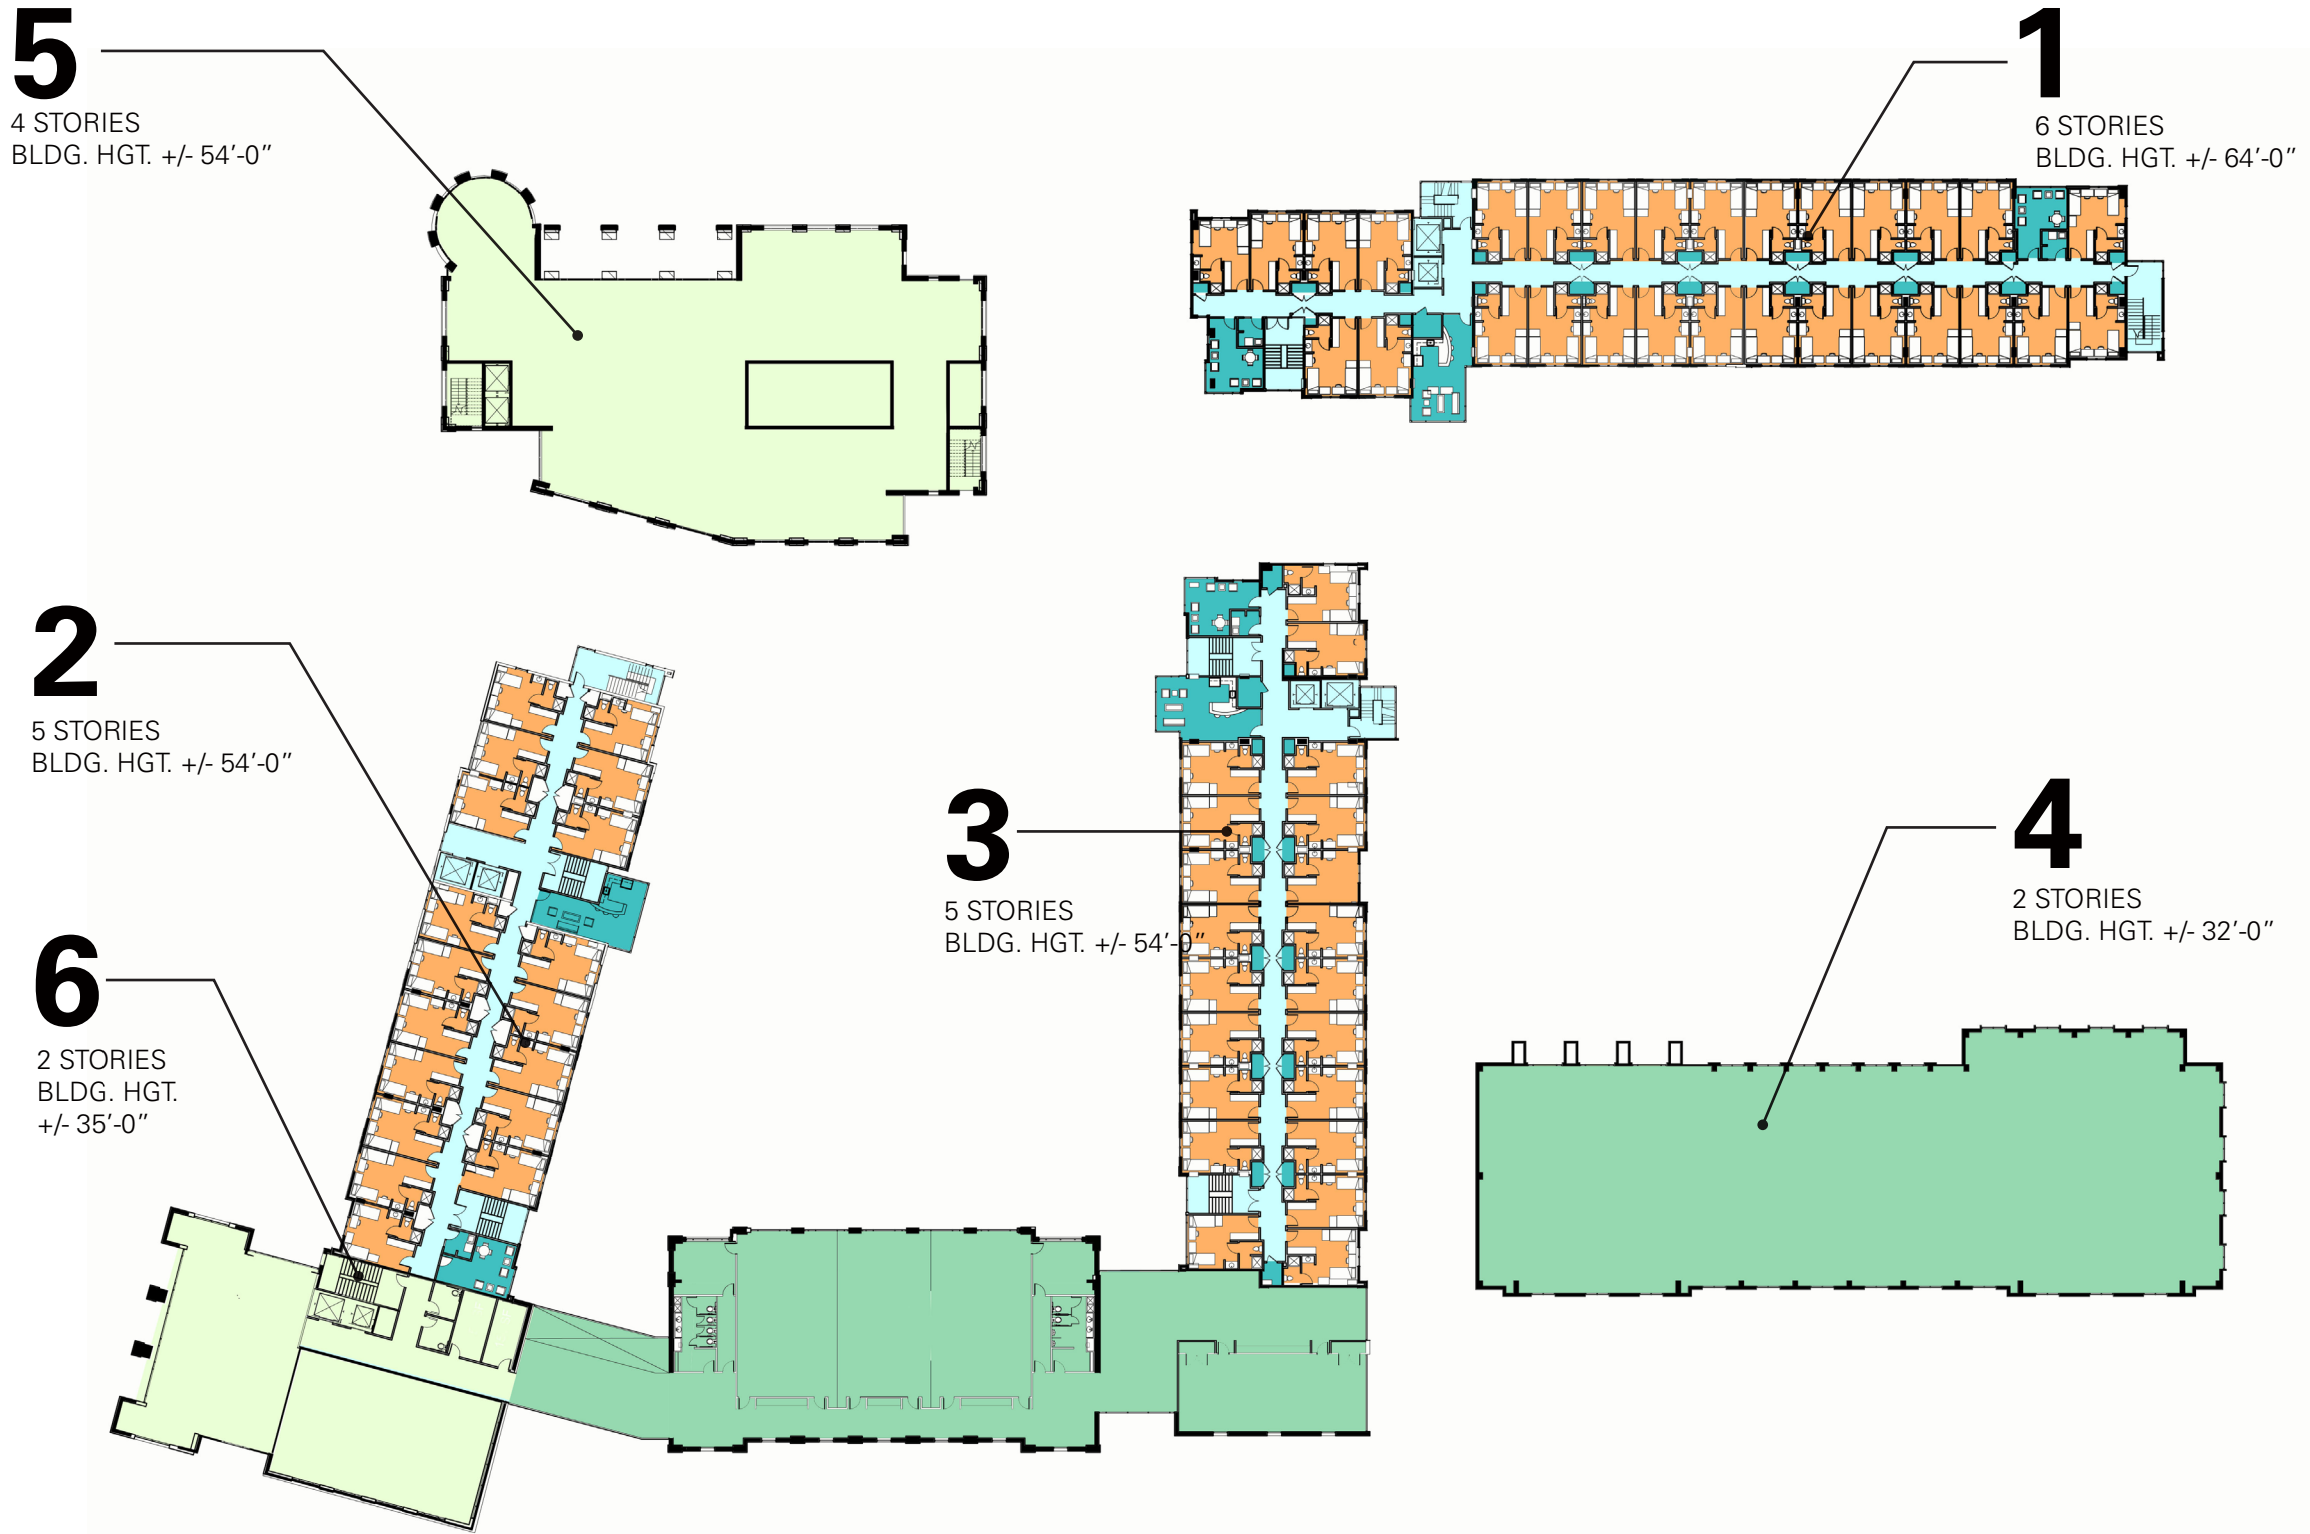 5
4 STORIES
BLDG. HGT. +/- 54’-0”
1
6 STORIES
BLDG. HGT. +/- 64’-0”
2
5 STORIES
BLDG. HGT. +/- 54’-0”
3
5 STORIES
BLDG. HGT. +/- 54’-0”
4
2 STORIES
BLDG. HGT. +/- 32’-0”
6
2 STORIES
BLDG. HGT.
+/- 35’-0”